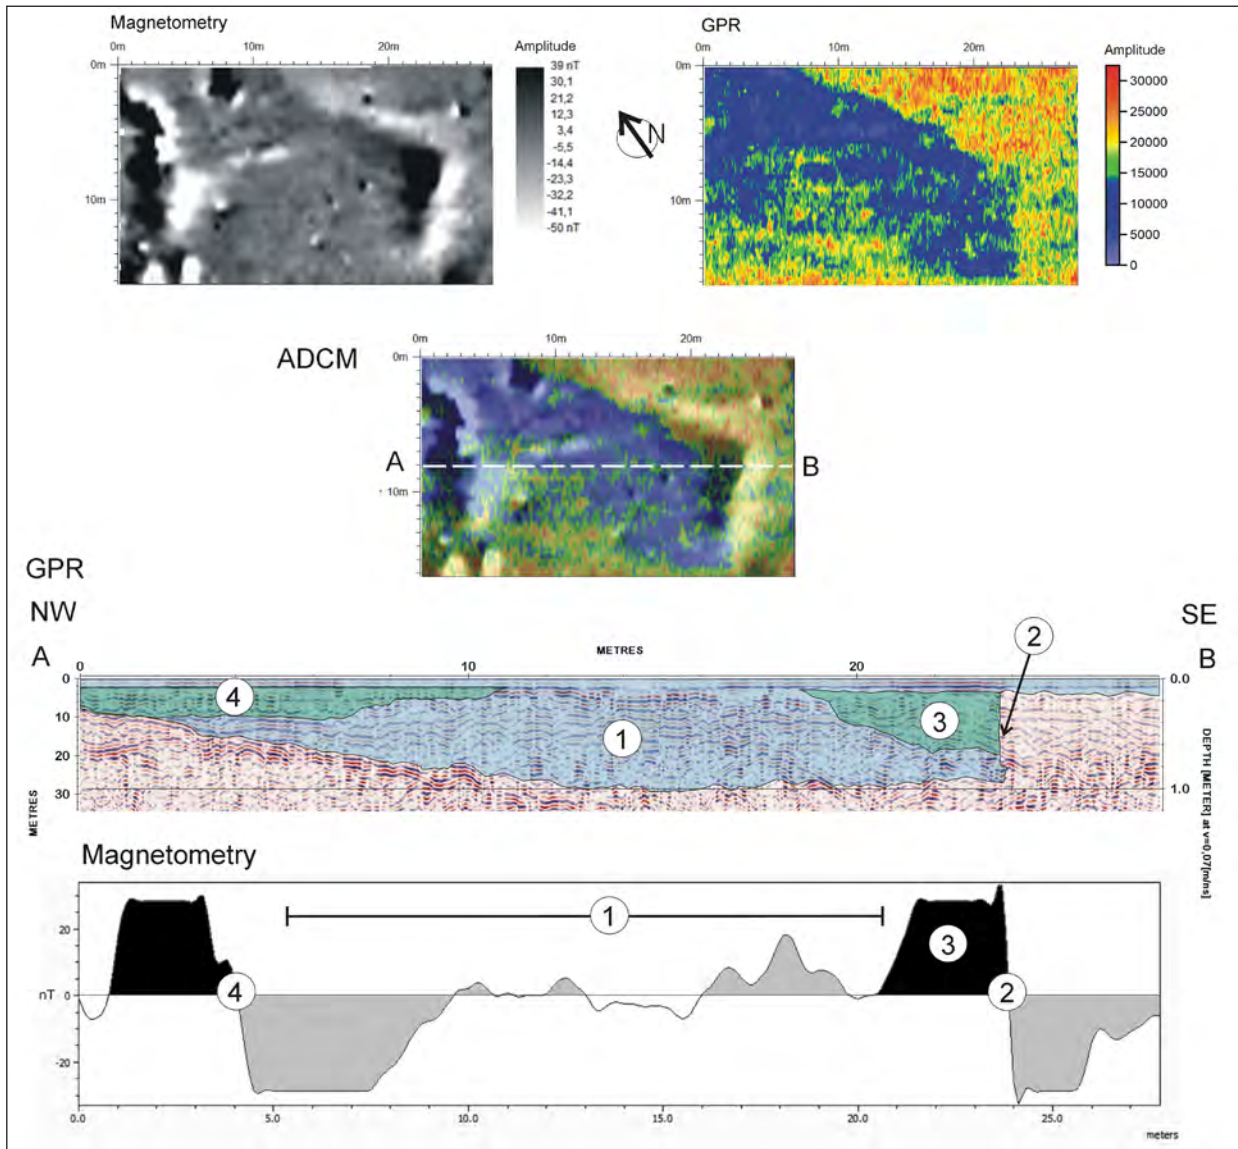 Magnetometry
0m 10m 20m
Amplitude
0m
10m
39 nT
30,1
21,2
12,3
3,4
-5,5
-14,4
-23,3
-32,2
-41,1
-50 nT
N
GPR
0m 10m 20m
Amplitude
0m
10m
30000
25000
20000
15000
10000
5000
0
ADCM
0m 10m 20m
0m
10m
A B
GPR
NW SE
A B
METRES
0 10 20
2
0
10
20
30
METRES
4 1 3
0.0
1.0
DEPTH [METER] at v=0,07[m/ns]
Magnetometry
20
nT 0
-20
1
3
4 2
0.0 5.0 10.0 15.0 20.0 25.0
meters